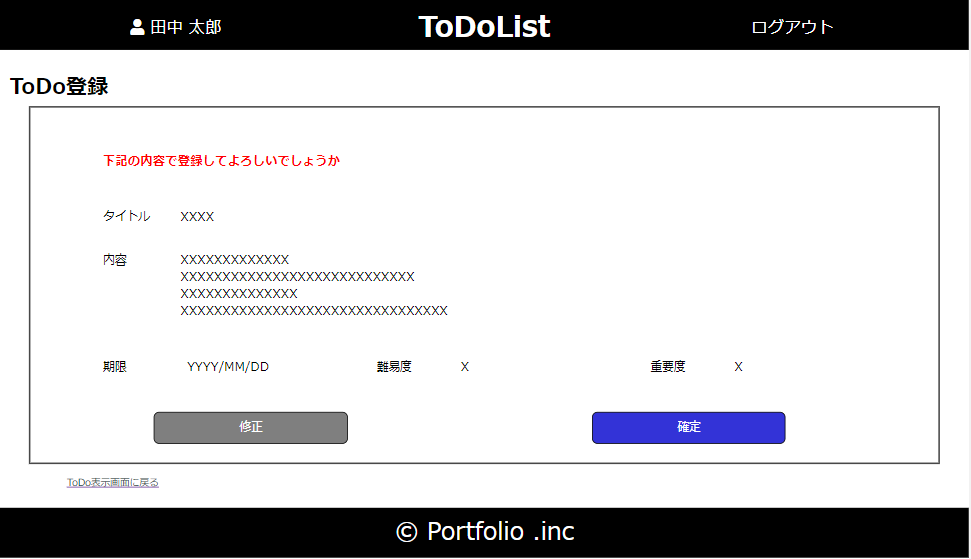 田中 太郎
ToDoList
ログアウト
ToDo登録
下記の内容で登録してよろしいでしょうか
タイトル XXXX
内容 XXXXXXXXXXXXX
XXXXXXXXXXXXXXXXXXXXXXXXXXXX
XXXXXXXXXXXXXX
XXXXXXXXXXXXXXXXXXXXXXXXXXXXXXXX
期限 YYYY/MM/DD 難易度 X 重要度 X
修正
確定
ToDo表示画面に戻る
© Portfolio .inc